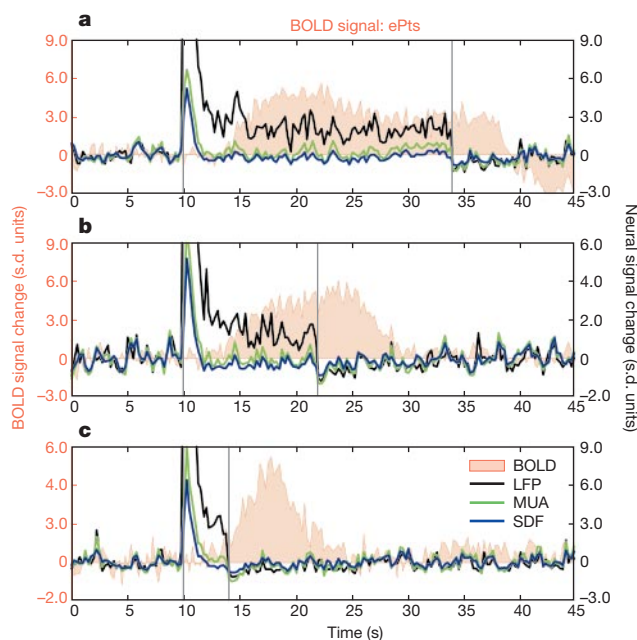 a
BOLD signal: ePts
9.0 9.0
6.0 6.0
3.0 3.0
0 0
–3.0 –3.0
0 5 10 15 20 25 30 35 40 45
b
9.0 6.0
6.0 4.0
3.0 2.0
0 0
–3.0 –2.0
0 5 10 15 20 25 30 35 40 45
c
6.0 9.0
BOLD
LFP
MUA
SDF
3.0 3.0
0 0
–2.0 –3.0
0 5 10 15 20 25 30 35 40 45
Time (s)
BOLD signal change (s.d. units)
Neural signal change (s.d. units)
6.0